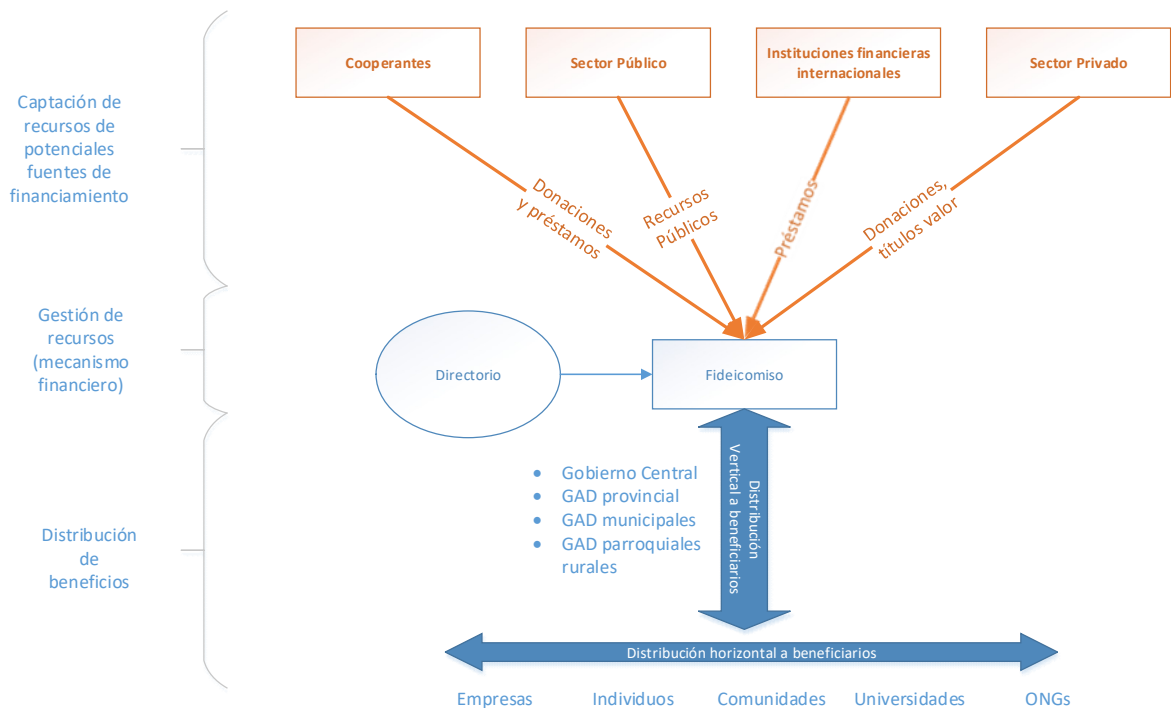 Cooperantes
Sector Público
Instituciones financieras
internacionales
Sector Privado
Captación de
recursos de
potenciales
fuentes de
financiamiento
Donaciones
y préstamos
Recursos
Públicos
Préstamos
Donaciones,
títulos valor
Gestión de
recursos
(mecanismo
financiero)
Directorio
Fideicomiso
Distribución
de
beneficios
• Gobierno Central
• GAD provincial
• GAD municipales
• GAD parroquiales
rurales
Distribución
Vertical a beneficiarios
Distribución horizontal a beneficiarios
Empresas
Individuos
Comunidades
Universidades
ONGs